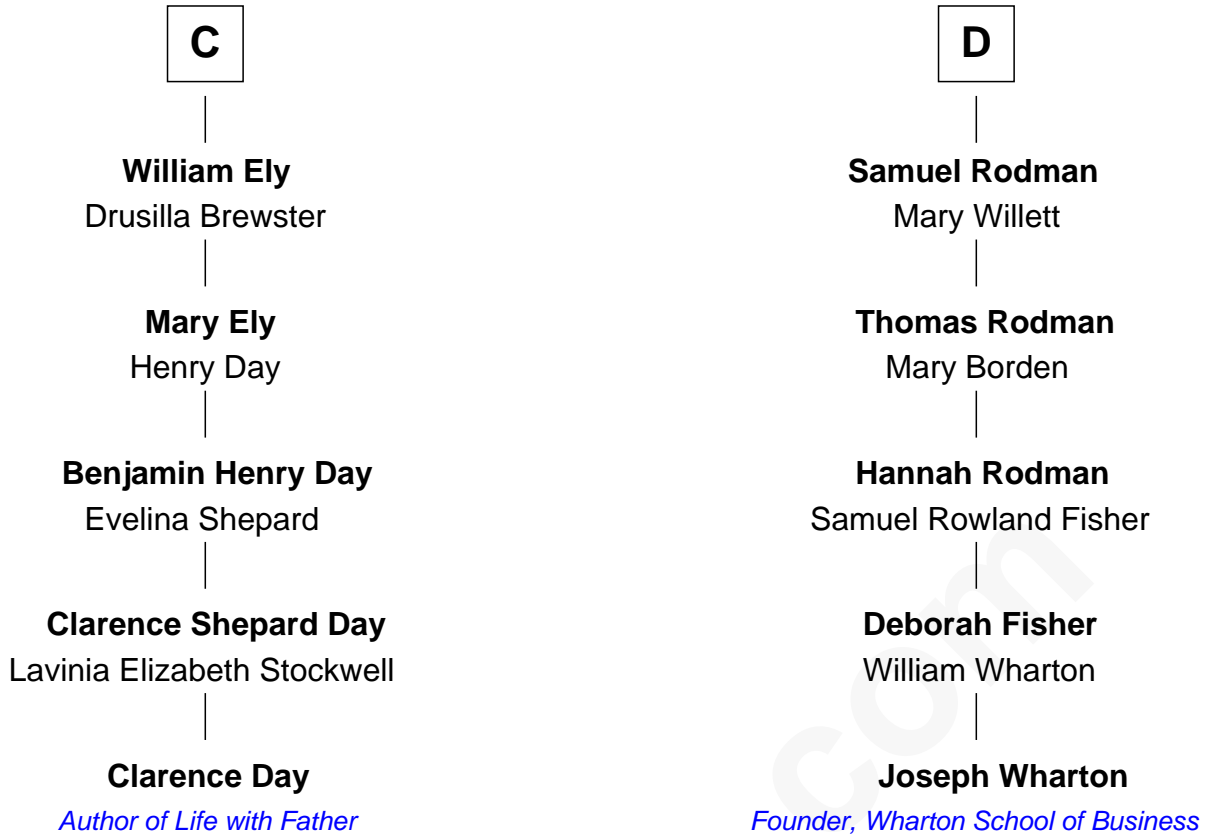 C
William Ely
Drusilla Brewster
Mary Ely
Henry Day
Benjamin Henry Day
Evelina Shepard
Clarence Shepard Day
Lavinia Elizabeth Stockwell
Clarence Day
Author of Life with Father
D
Samuel Rodman
Mary Willett
Thomas Rodman
Mary Borden
Hannah Rodman
Samuel Rowland Fisher
Deborah Fisher
William Wharton
Joseph Wharton
Founder, Wharton School of Business
com